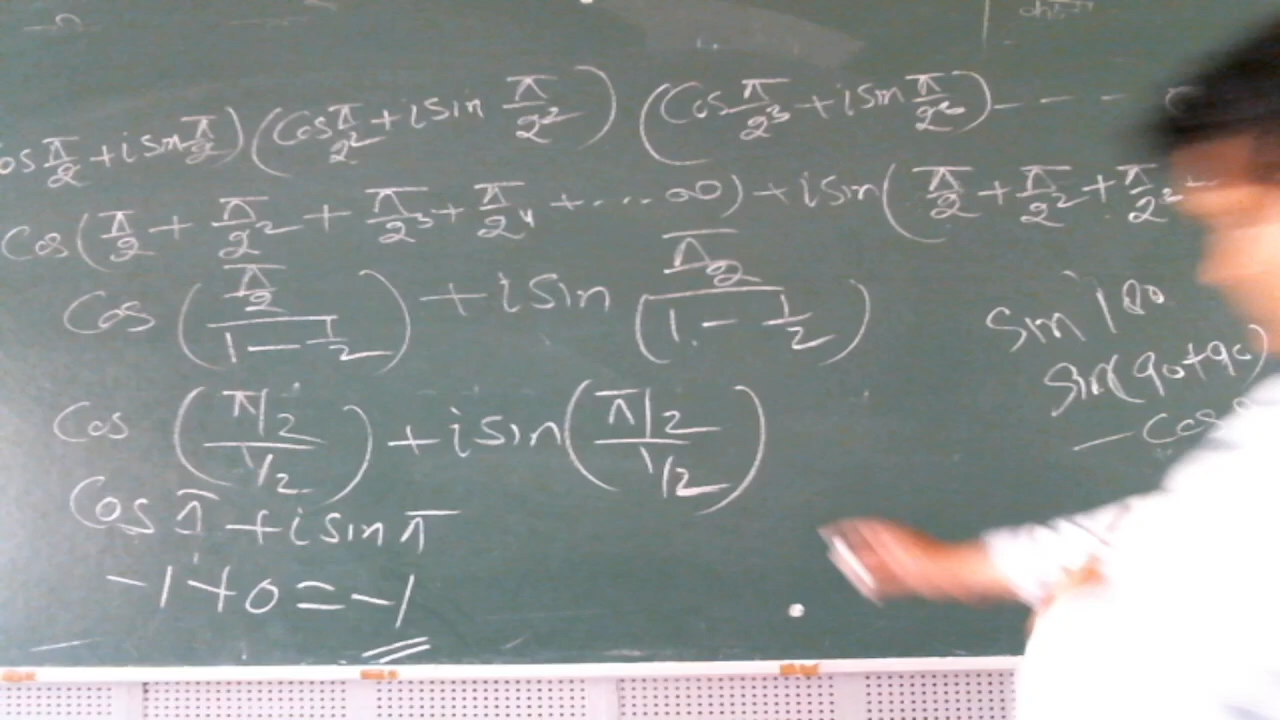 os π/2 + i sin π/2) (Cos π/2² + i sin π/2²) (Cos π/2³ + i sin π/2³) - - - -
Cos (π/2 + π/2² + π/2³ + π/2⁴ + ... ∞) + i sin (π/2 + π/2² + π/2² +
Cos ((π/2)/(1 - 1/2)) + i sin ((π/2)/(1 - 1/2))
Sin 180
Sin(90+90)
- Cos
Cos ((π/2)/(1/2)) + i sin ((π/2)/(1/2))
Cos π + i sin π
-1 + 0 = -1